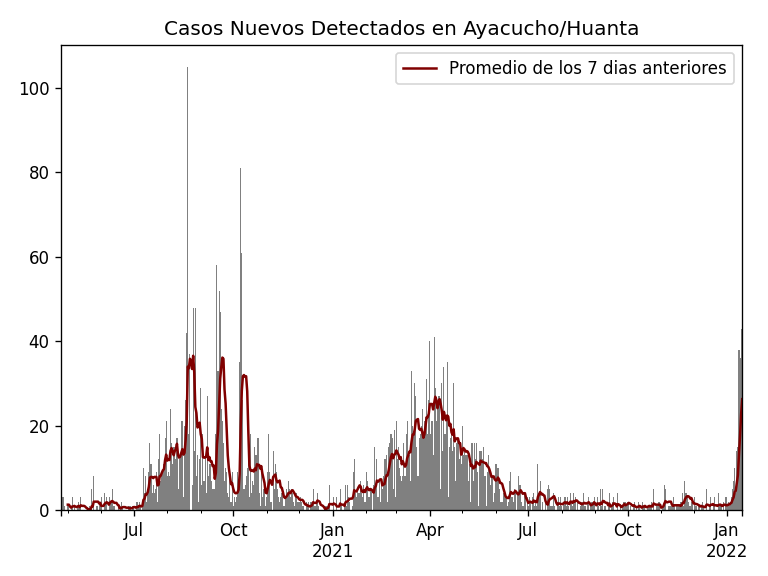 Casos Nuevos Detectados en Ayacucho/Huanta
Promedio de los 7 dias anteriores
100
80
60
40
20
0
Jul
Oct
Jan
2021
Apr
Jul
Oct
Jan
2022